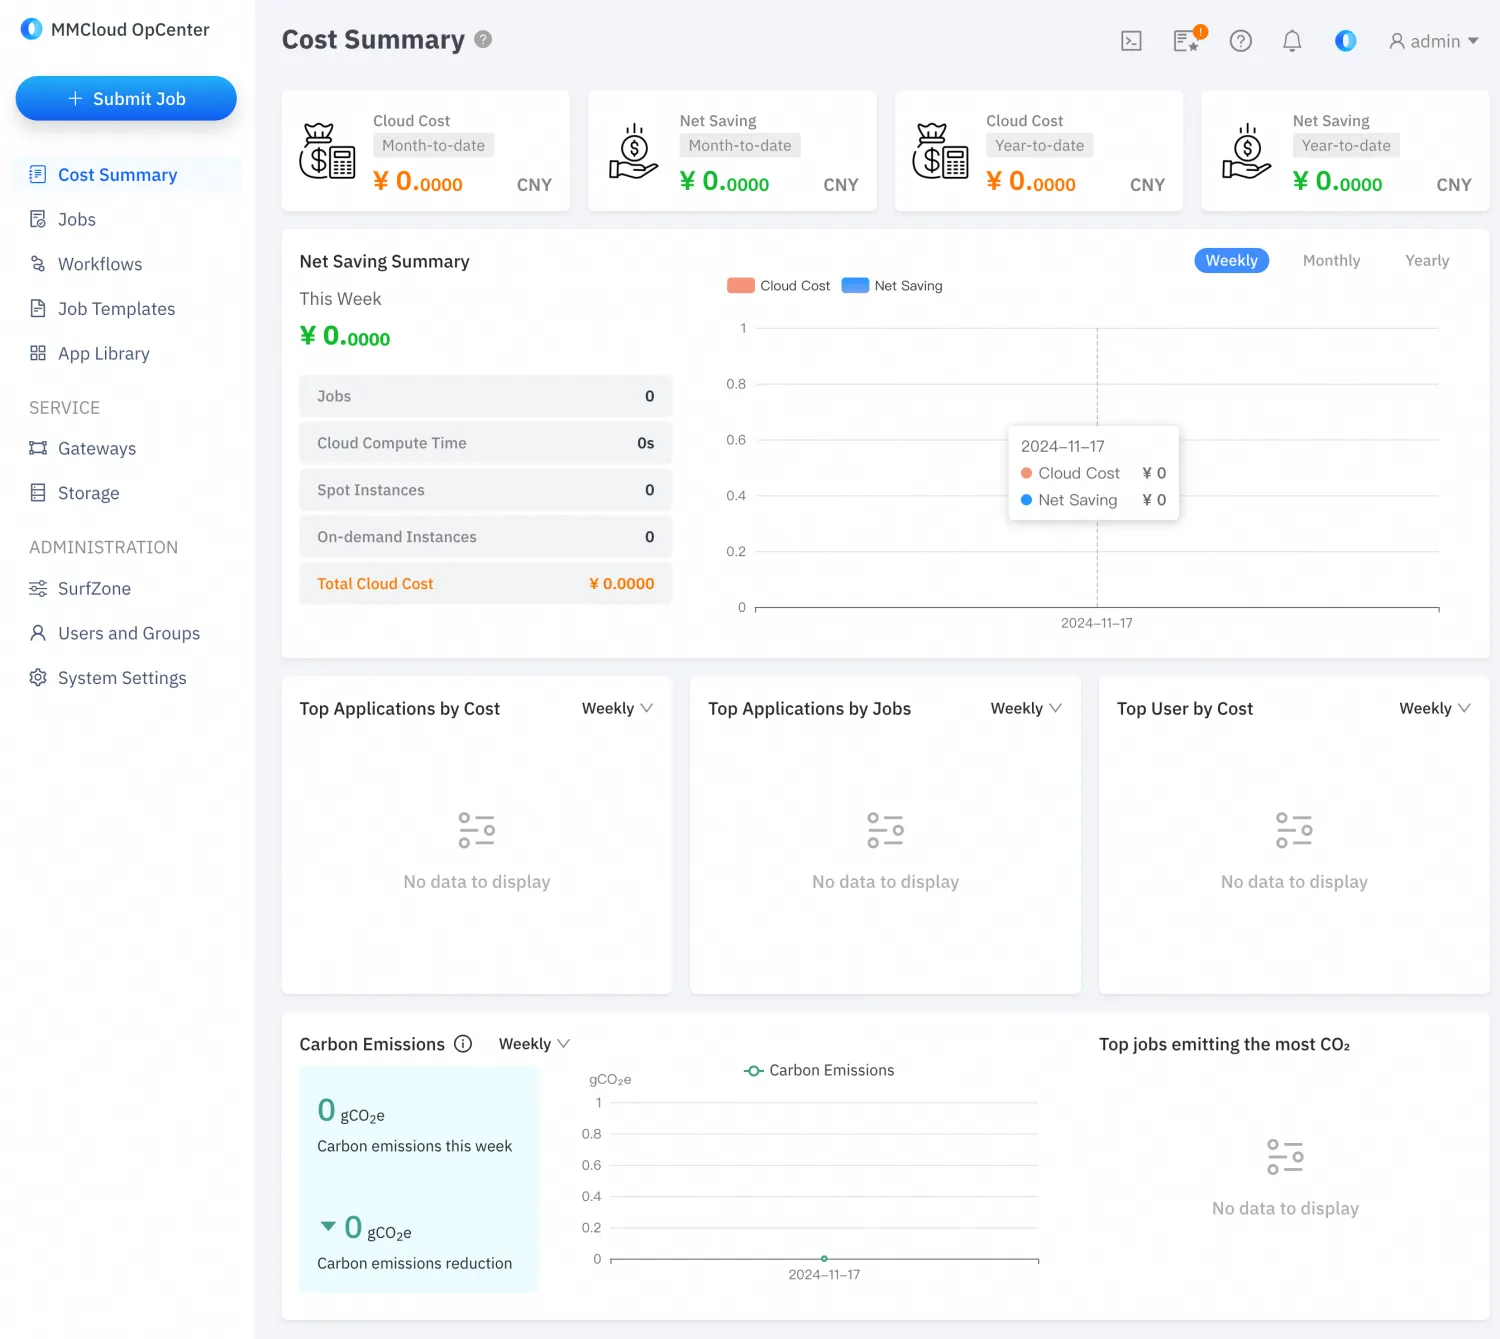 MMCloud OpCenter
+ Submit Job
Cost Summary
Jobs
Workflows
Job Templates
App Library
SERVICE
Gateways
Storage
ADMINISTRATION
SurfZone
Users and Groups
System Settings
Cost Summary ?
! ? admin
Cloud Cost
Month-to-date
¥ 0.0000 CNY
Net Saving
Month-to-date
¥ 0.0000 CNY
Cloud Cost
Year-to-date
¥ 0.0000 CNY
Net Saving
Year-to-date
¥ 0.0000 CNY
Net Saving Summary
This Week
¥ 0.0000
Jobs 0
Cloud Compute Time 0s
Spot Instances 0
On-demand Instances 0
Total Cloud Cost ¥ 0.0000
Weekly Monthly Yearly
Cloud Cost Net Saving
1
0.8
0.6
0.4
0.2
0
2024-11-17
Cloud Cost ¥ 0
Net Saving ¥ 0
2024-11-17
Top Applications by Cost Weekly
No data to display
Top Applications by Jobs Weekly
No data to display
Top User by Cost Weekly
No data to display
Carbon Emissions Weekly
0 gCO₂e
Carbon emissions this week
0 gCO₂e
Carbon emissions reduction
Carbon Emissions
gCO₂e
1
0.8
0.6
0.4
0.2
0
2024-11-17
Top jobs emitting the most CO₂
No data to display